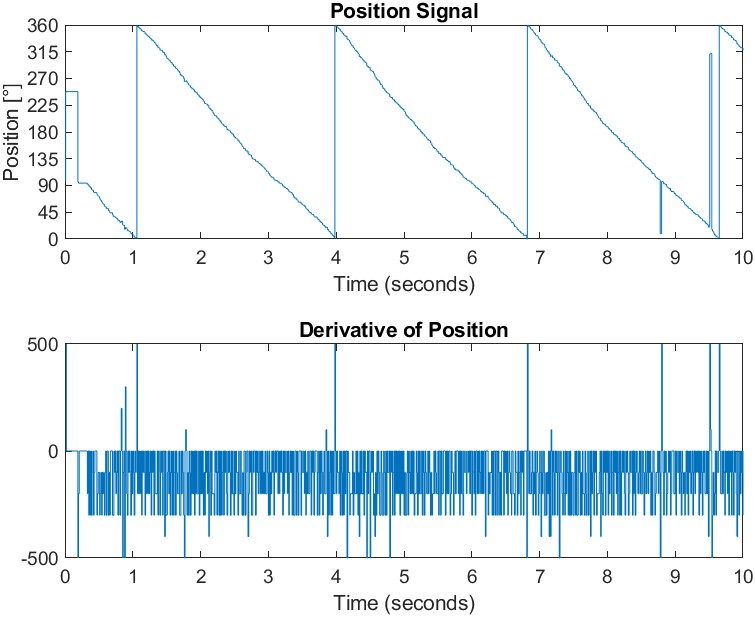 Position Signal
360
315
270
225
180
135
90
45
0
Position [°]
0 1 2 3 4 5 6 7 8 9 10
Time (seconds)
Derivative of Position
500
0
-500
0 1 2 3 4 5 6 7 8 9 10
Time (seconds)